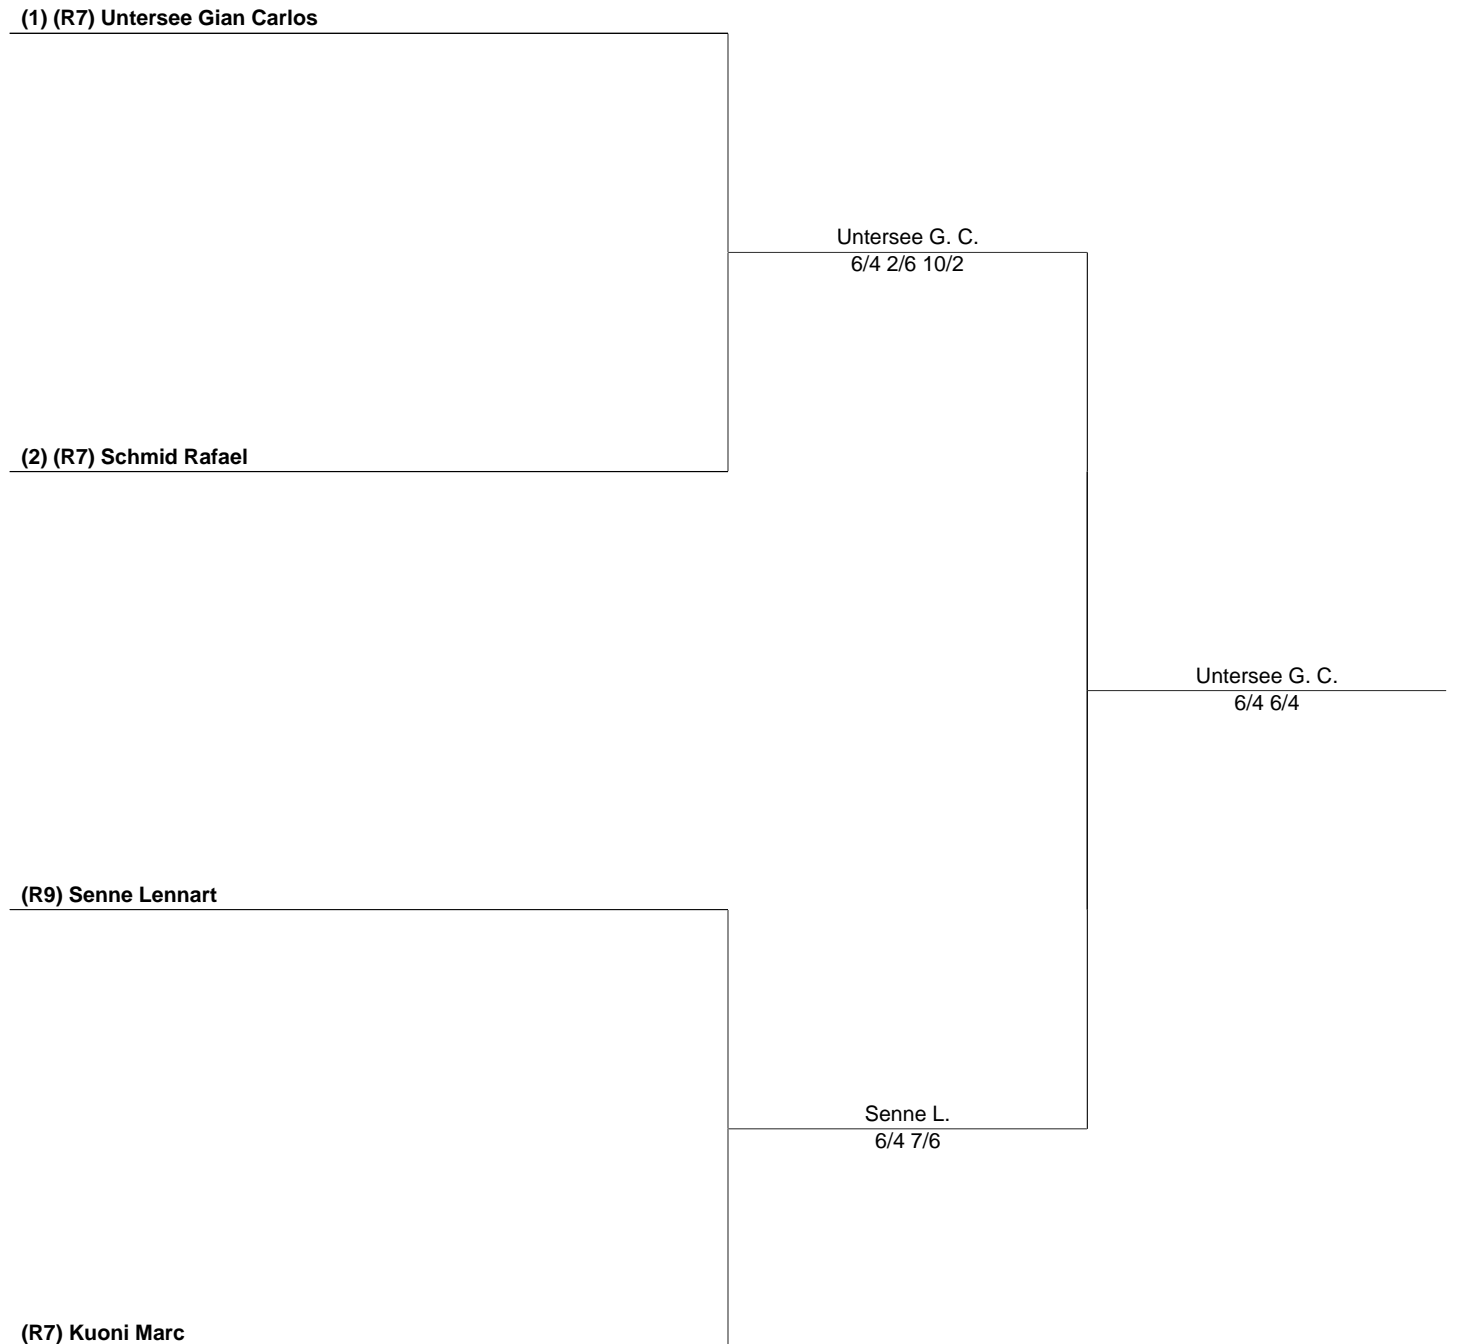 (1) (R7) Untersee Gian Carlos
Untersee G. C.
6/4 2/6 10/2
(2) (R7) Schmid Rafael
Untersee G. C.
6/4 6/4
(R9) Senne Lennart
Senne L.
6/4 7/6
(R7) Kuoni Marc